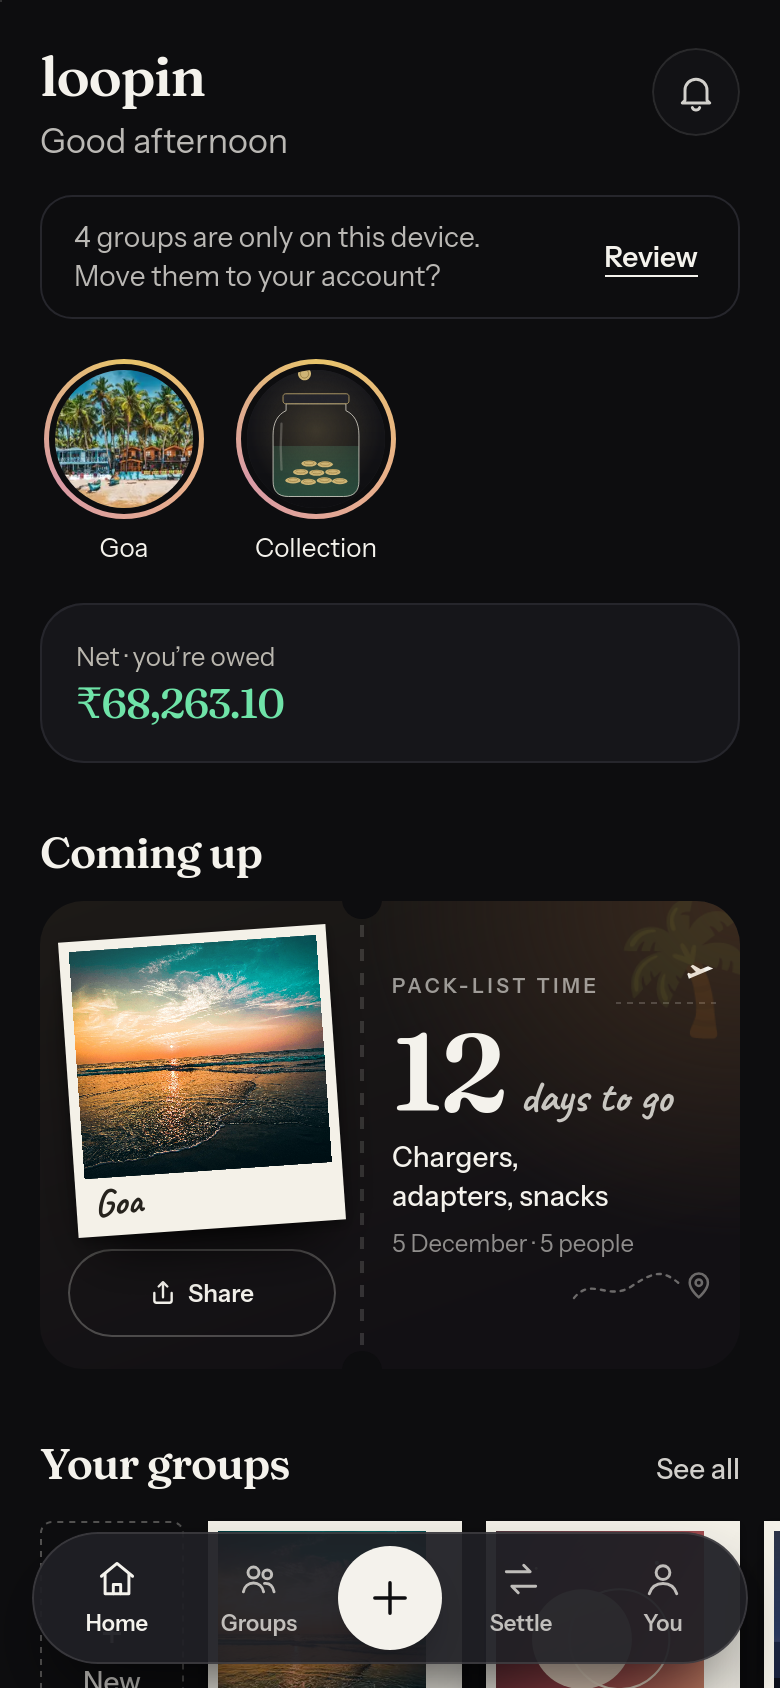 loopin
Good afternoon
4 groups are only on this device.
Move them to your account?
Review
Goa
Collection
Net · you’re owed
₹68,263.10
Coming up
Goa
Share
PACK-LIST TIME
12 days to go
Chargers,
adapters, snacks
5 December · 5 people
Your groups
See all
Home
Groups
Settle
You
New